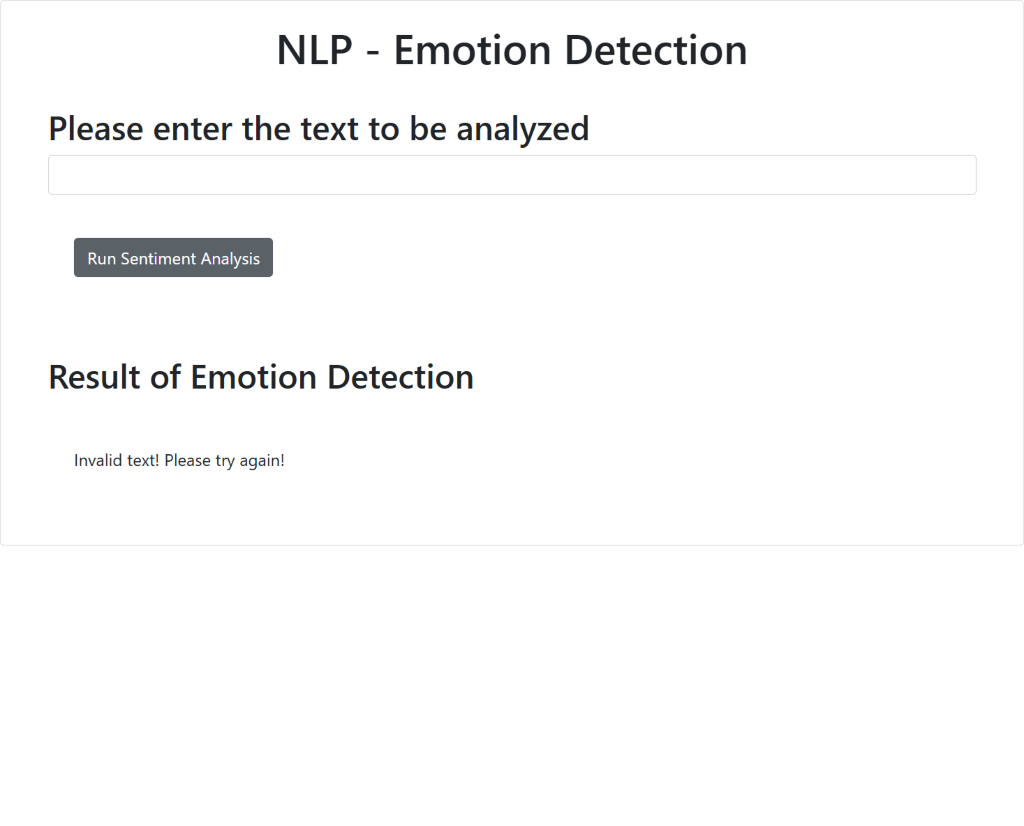 NLP - Emotion Detection
Please enter the text to be analyzed
Run Sentiment Analysis
Result of Emotion Detection
Invalid text! Please try again!